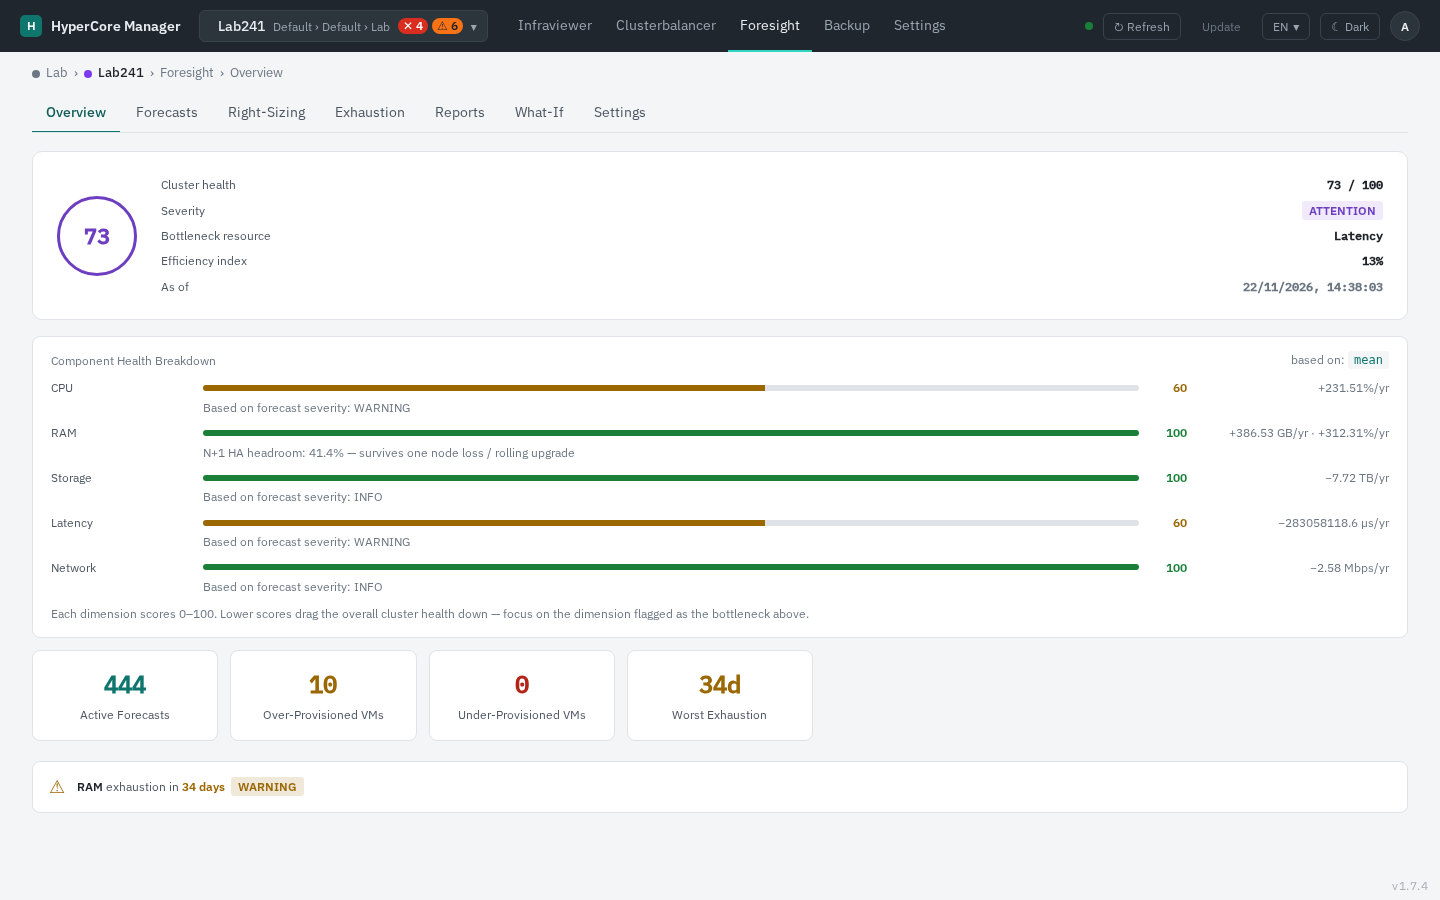 H HyperCore Manager Lab241 Default › Default › Lab ✕ 4 ⚠ 6 ▾ Infraviewer Clusterbalancer Foresight Backup Settings ↻ Refresh Update EN ▾ ☾ Dark A
Lab › Lab241 › Foresight › Overview
Overview Forecasts Right-Sizing Exhaustion Reports What-If Settings
73
Cluster health 73 / 100
Severity ATTENTION
Bottleneck resource Latency
Efficiency index 13%
As of 22/11/2026, 14:38:03
Component Health Breakdown based on: mean
CPU 60 +231.51%/yr
Based on forecast severity: WARNING
RAM 100 +386.53 GB/yr · +312.31%/yr
N+1 HA headroom: 41.4% — survives one node loss / rolling upgrade
Storage 100 −7.72 TB/yr
Based on forecast severity: INFO
Latency 60 −283058118.6 µs/yr
Based on forecast severity: WARNING
Network 100 −2.58 Mbps/yr
Based on forecast severity: INFO
Each dimension scores 0–100. Lower scores drag the overall cluster health down — focus on the dimension flagged as the bottleneck above.
444 10 0 34d
Active Forecasts Over-Provisioned VMs Under-Provisioned VMs Worst Exhaustion
⚠ RAM exhaustion in 34 days WARNING
v1.7.4